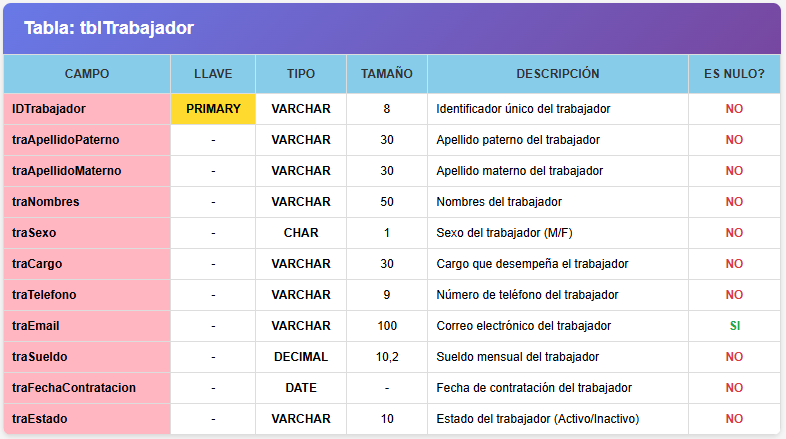 Tabla: tblTrabajador
CAMPO LLAVE TIPO TAMAÑO DESCRIPCIÓN ES NULO?
IDTrabajador PRIMARY VARCHAR 8 Identificador único del trabajador NO
traApellidoPaterno - VARCHAR 30 Apellido paterno del trabajador NO
traApellidoMaterno - VARCHAR 30 Apellido materno del trabajador NO
traNombres - VARCHAR 50 Nombres del trabajador NO
traSexo - CHAR 1 Sexo del trabajador (M/F) NO
traCargo - VARCHAR 30 Cargo que desempeña el trabajador NO
traTelefono - VARCHAR 9 Número de teléfono del trabajador NO
traEmail - VARCHAR 100 Correo electrónico del trabajador SI
traSueldo - DECIMAL 10,2 Sueldo mensual del trabajador NO
traFechaContratacion - DATE - Fecha de contratación del trabajador NO
traEstado - VARCHAR 10 Estado del trabajador (Activo/Inactivo) NO